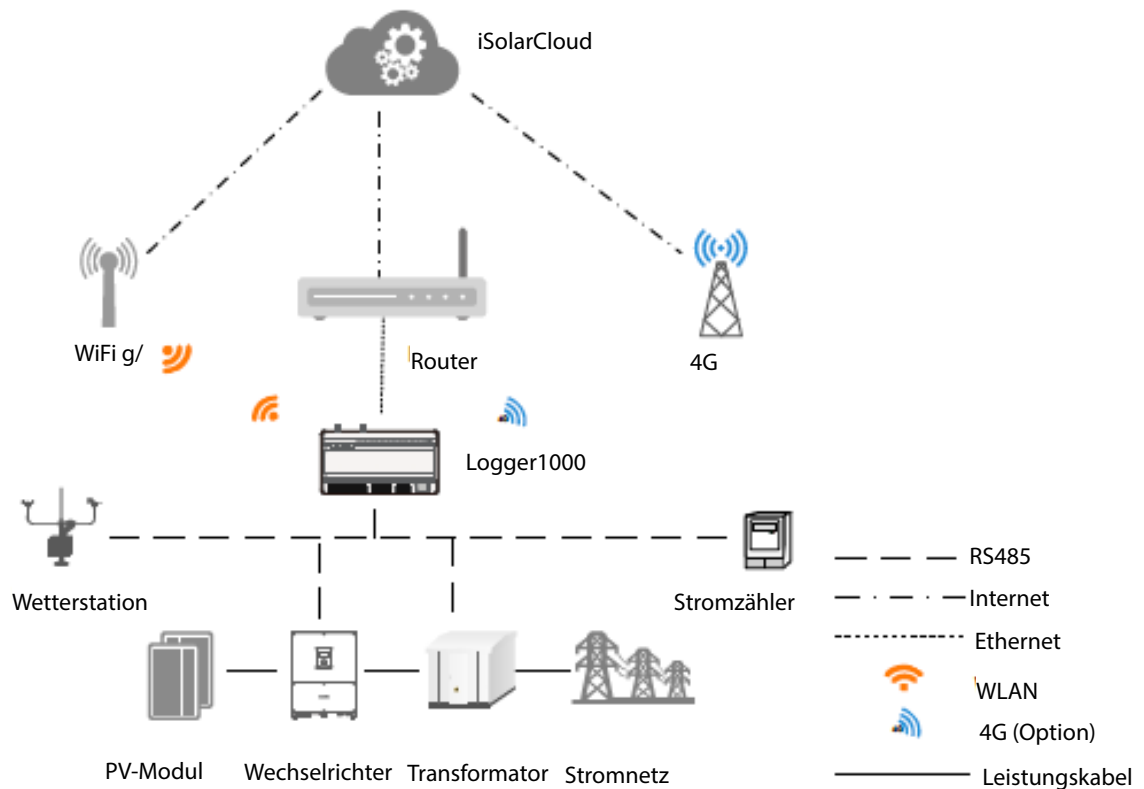 iSolarCloud
WiFi g/
Router
4G
Logger1000
Wetterstation
Stromzähler
RS485
Internet
Ethernet
WLAN
4G (Option)
PV-Modul
Wechselrichter
Transformator
Stromnetz
Leistungskabel